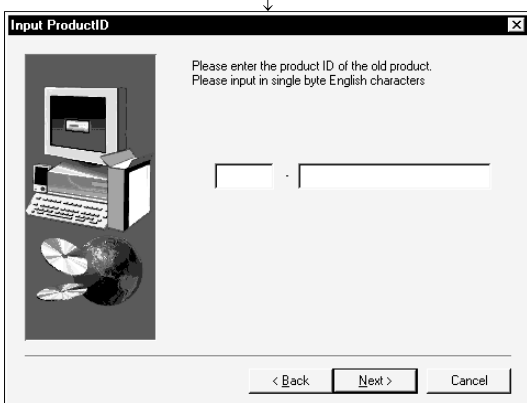 Input ProductID
Please enter the product ID of the old product.
Please input in single byte English characters
-
< Back
Next >
Cancel